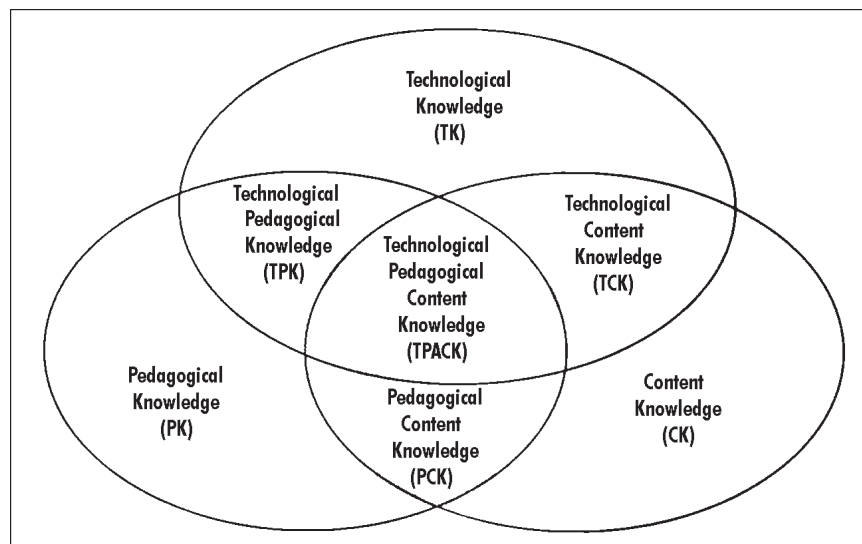 Technological
Knowledge
(TK)
Technological
Pedagogical
Knowledge
(TPK)
Technological
Pedagogical
Content
Knowledge
(TPACK)
Technological
Content
Knowledge
(TCK)
Pedagogical
Knowledge
(PK)
Pedagogical
Content
Knowledge
(PCK)
Content
Knowledge
(CK)